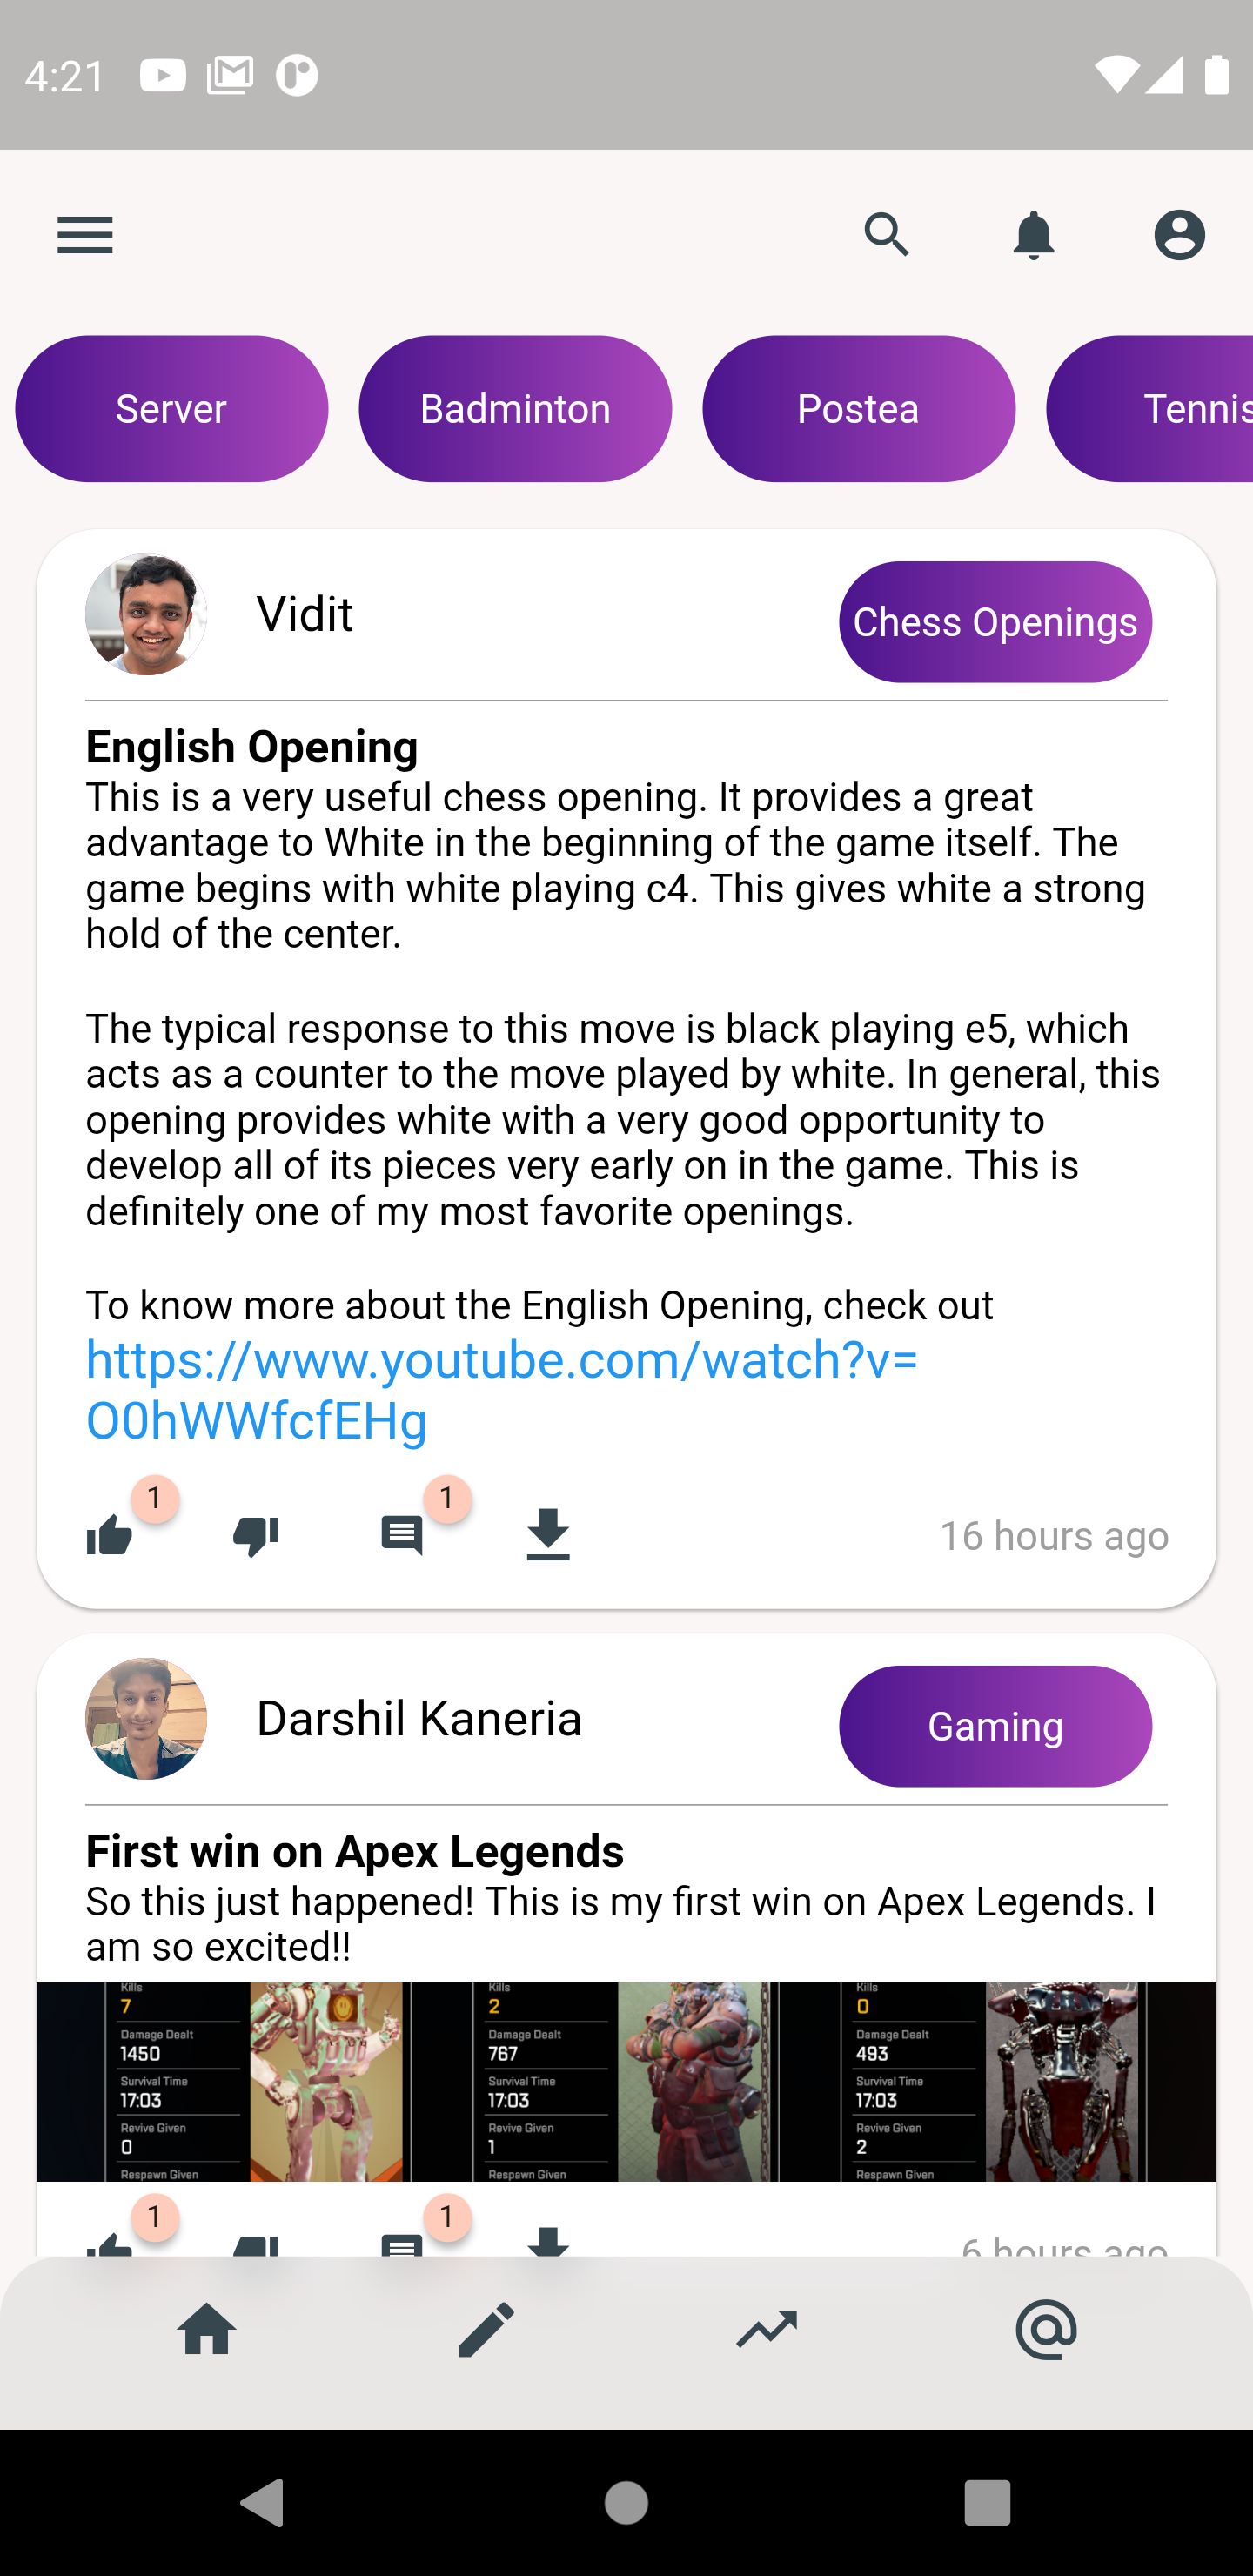 4:21
Server
Badminton
Postea
Tennis
Vidit
Chess Openings
English Opening
This is a very useful chess opening. It provides a great
advantage to White in the beginning of the game itself. The
game begins with white playing c4. This gives white a strong
hold of the center.
The typical response to this move is black playing e5, which
acts as a counter to the move played by white. In general, this
opening provides white with a very good opportunity to
develop all of its pieces very early on in the game. This is
definitely one of my most favorite openings.
To know more about the English Opening, check out
https://www.youtube.com/watch?v=
O0hWWfcfEHg
1
1
16 hours ago
Darshil Kaneria
Gaming
First win on Apex Legends
So this just happened! This is my first win on Apex Legends. I
am so excited!!
Kills
7
Damage Dealt
1450
Survival Time
17:03
Revive Given
0
Respawn Given
Kills
2
Damage Dealt
767
Survival Time
17:03
Revive Given
1
Respawn Given
Kills
0
Damage Dealt
493
Survival Time
17:03
Revive Given
2
Respawn Given
1
1
6 hours ago